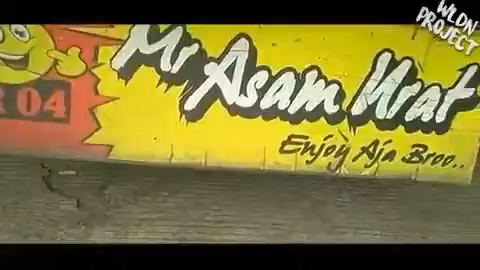 WLDN
PROJECT
Mr Asam Urat
R 04
Enjoy Aja Broo..